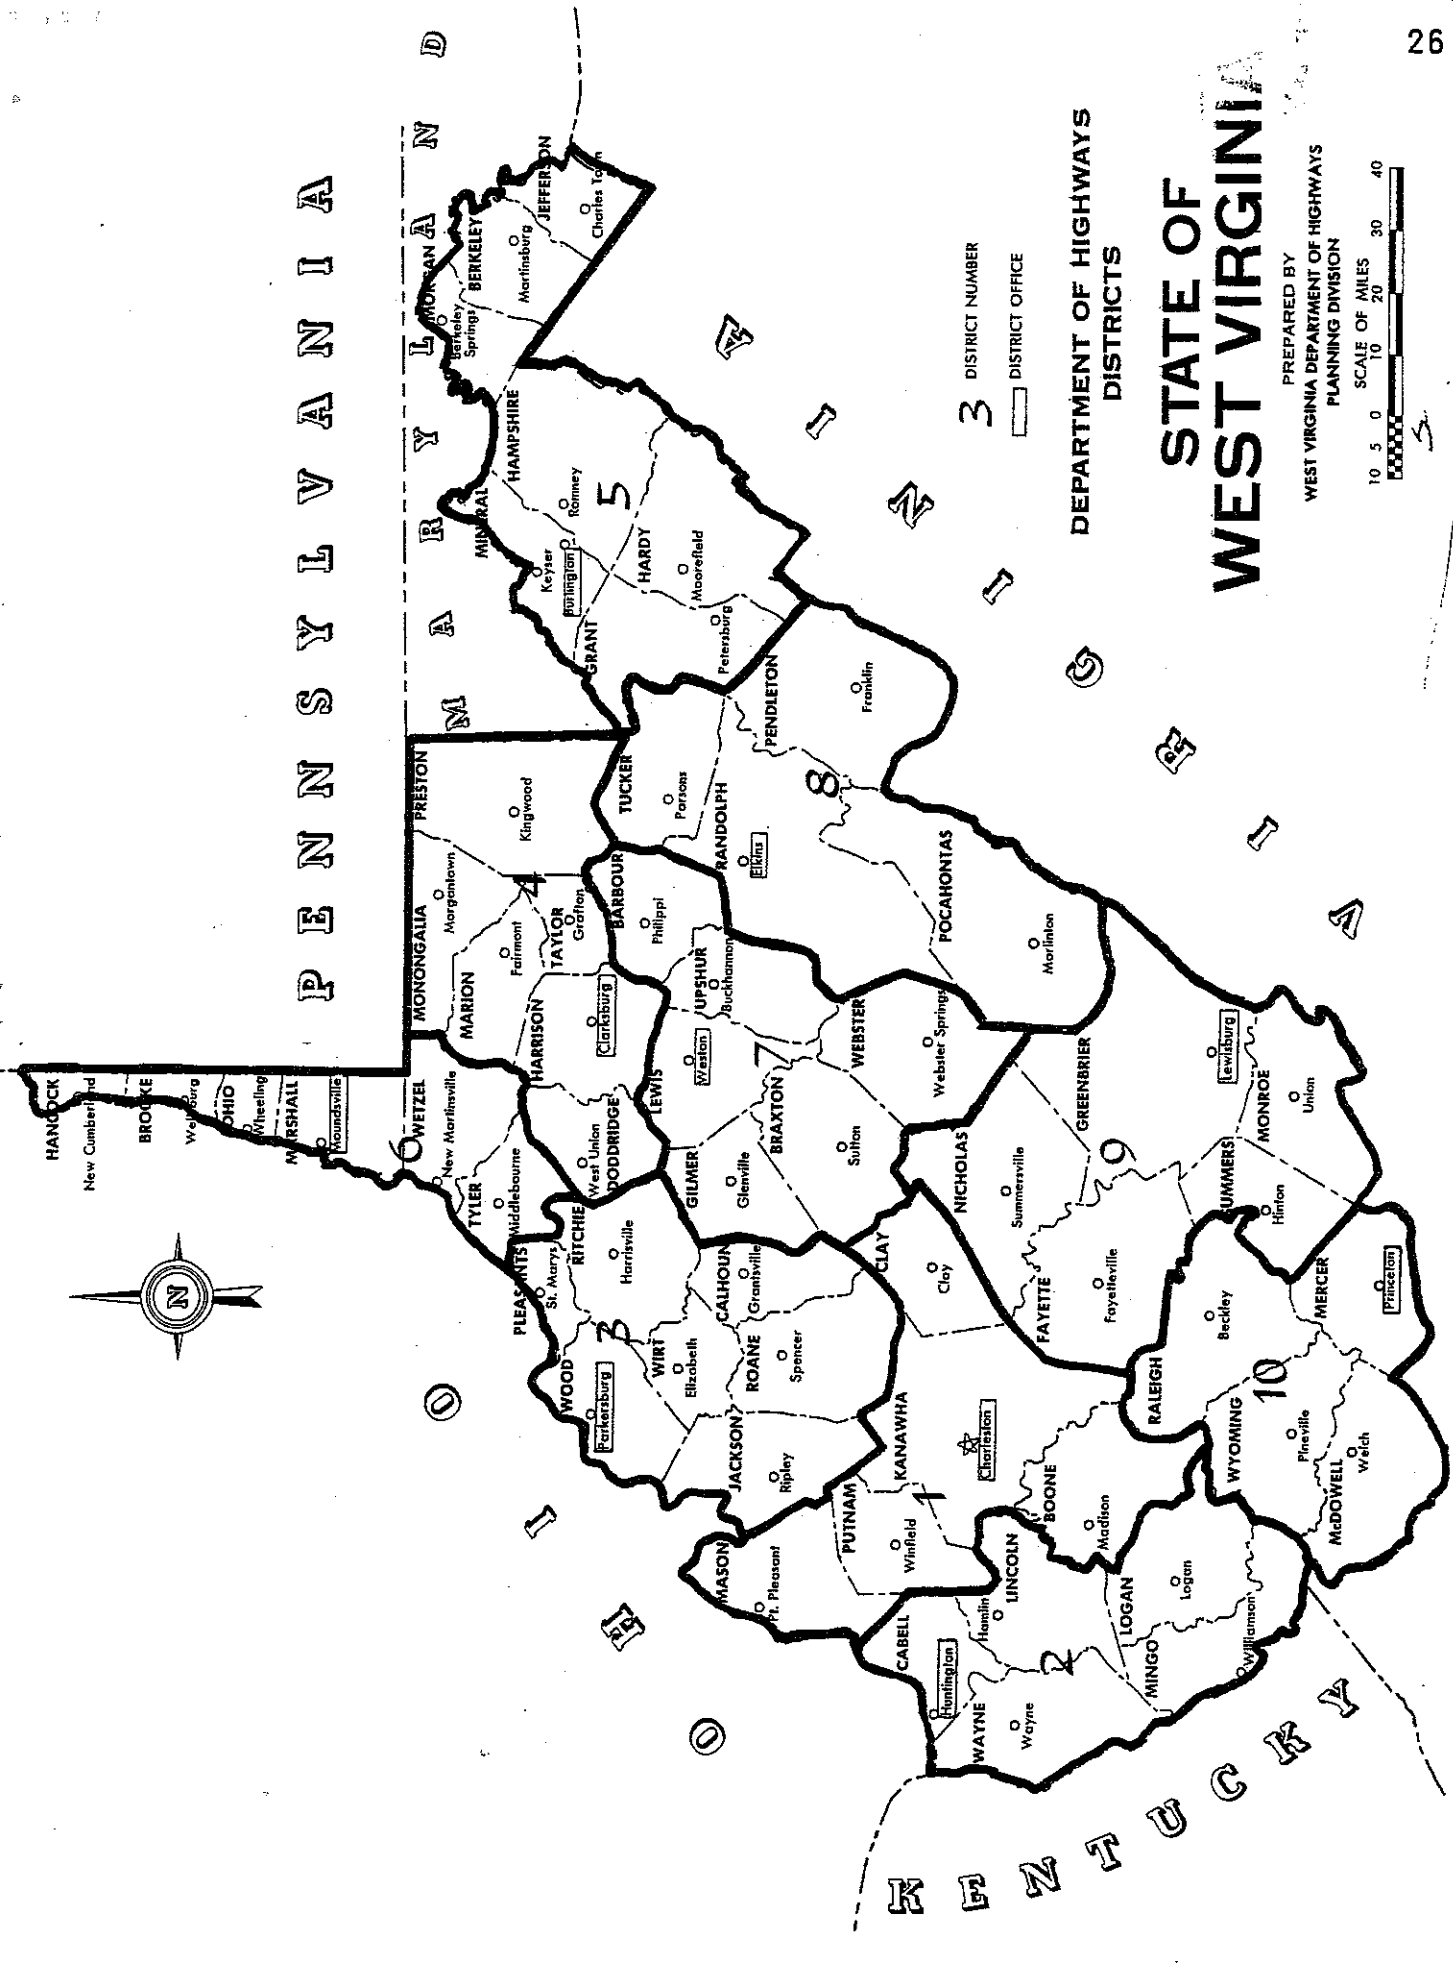 26
P E N N S Y L V A N I A
M A R Y L A N D
O H I O
K E N T U C K Y
V I R G I N I A
N
HANCOCK
New Cumberland
BROOKE
Wellsburg
OHIO
Wheeling
MARSHALL
Moundsville
6
WETZEL
New Martinsville
TYLER
Middlebourne
PLEASANTS
St. Marys
RITCHIE
Harrisville
WOOD
Parkersburg
3
WIRT
Elizabeth
CALHOUN
Grantsville
ROANE
Spencer
JACKSON
Ripley
MONONGALIA
Morgantown
PRESTON
Kingwood
MARION
Fairmont
4
TAYLOR
Grafton
HARRISON
Clarksburg
DODDRIDGE
West Union
BARBOUR
Philippi
UPSHUR
Buckhannon
LEWIS
Weston
GILMER
Glenville
7
BRAXTON
Sutton
WEBSTER
Webster Springs
TUCKER
Parsons
RANDOLPH
Elkins
8
PENDLETON
Franklin
POCAHONTAS
Marlinton
MORGAN
Berkeley
Springs
BERKELEY
Martinsburg
JEFFERSON
Charles Town
HAMPSHIRE
Romney
MINERAL
Keyser
Burlington
5
HARDY
Moorefield
GRANT
Petersburg
MASON
Pt. Pleasant
PUTNAM
Winfield
1
KANAWHA
Charleston
CLAY
Clay
BOONE
Madison
CABELL
Huntington
LINCOLN
Hamlin
2
WAYNE
Wayne
MINGO
Williamson
LOGAN
Logan
NICHOLAS
Summersville
GREENBRIER
Lewisburg
9
FAYETTE
Fayetteville
SUMMERS
Hinton
MONROE
Union
RALEIGH
Beckley
10
WYOMING
Pineville
McDOWELL
Welch
MERCER
Princeton
3 DISTRICT NUMBER
DISTRICT OFFICE
DEPARTMENT OF HIGHWAYS
DISTRICTS
STATE OF
WEST VIRGINIA
PREPARED BY
WEST VIRGINIA DEPARTMENT OF HIGHWAYS
PLANNING DIVISION
SCALE OF MILES
10 5 0 10 20 30 40
5